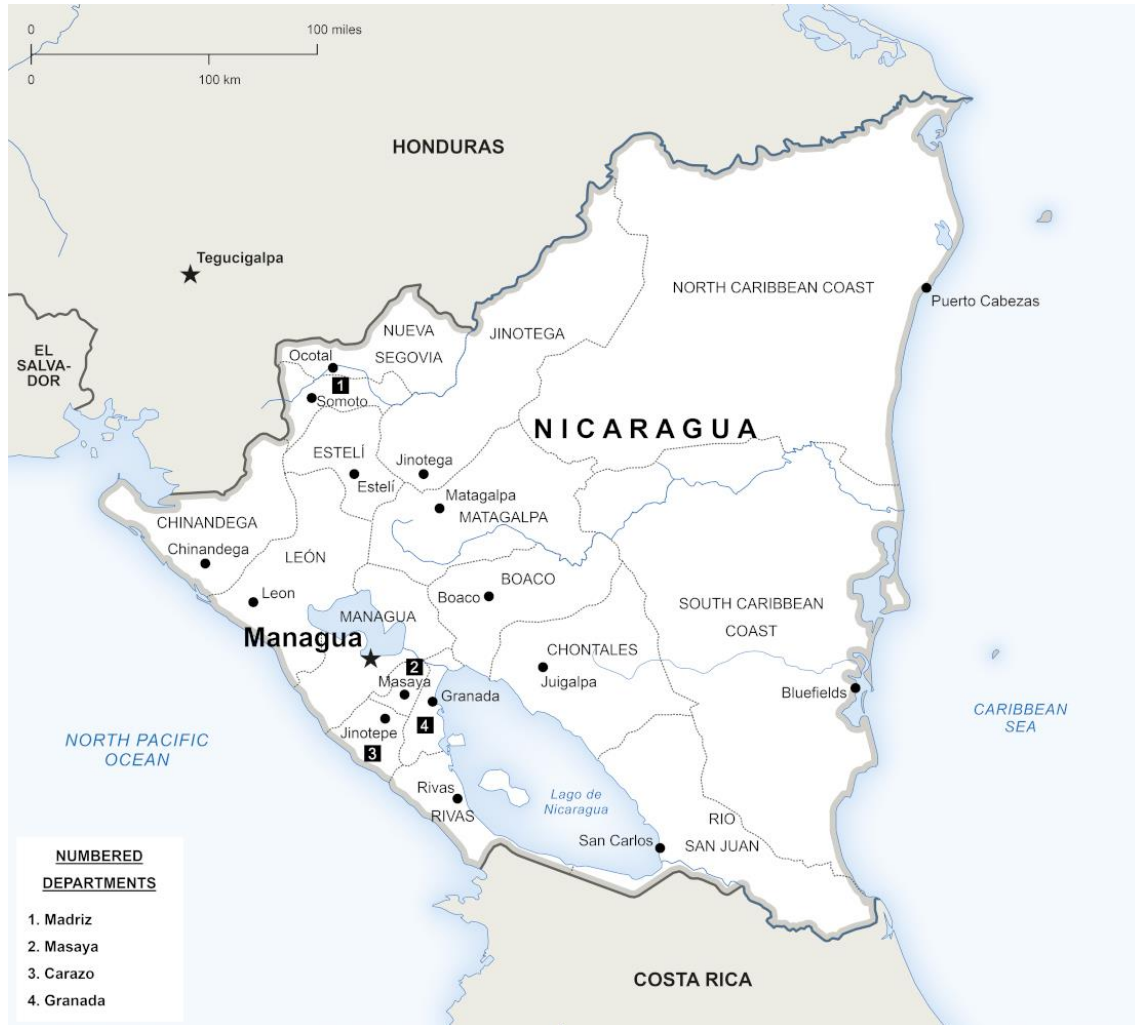 0 100 miles
0 100 km
HONDURAS
Tegucigalpa
NORTH CARIBBEAN COAST
Puerto Cabezas
NUEVA
SEGOVIA
JINOTEGA
EL
SALVA-
DOR
Ocotal
1
Somoto
NICARAGUA
ESTELÍ
Estelí
Jinotega
Matagalpa
MATAGALPA
CHINANDEGA
Chinandega
LEÓN
Leon
BOACO
Boaco
MANAGUA
Managua
SOUTH CARIBBEAN
COAST
CHONTALES
Juigalpa
2
Masaya
Granada
Bluefields
4
Jinotepe
3
CARIBBEAN
SEA
NORTH PACIFIC
OCEAN
Rivas
RIVAS
Lago de
Nicaragua
RIO
SAN JUAN
San Carlos
NUMBERED
DEPARTMENTS
1. Madriz
2. Masaya
3. Carazo
4. Granada
COSTA RICA